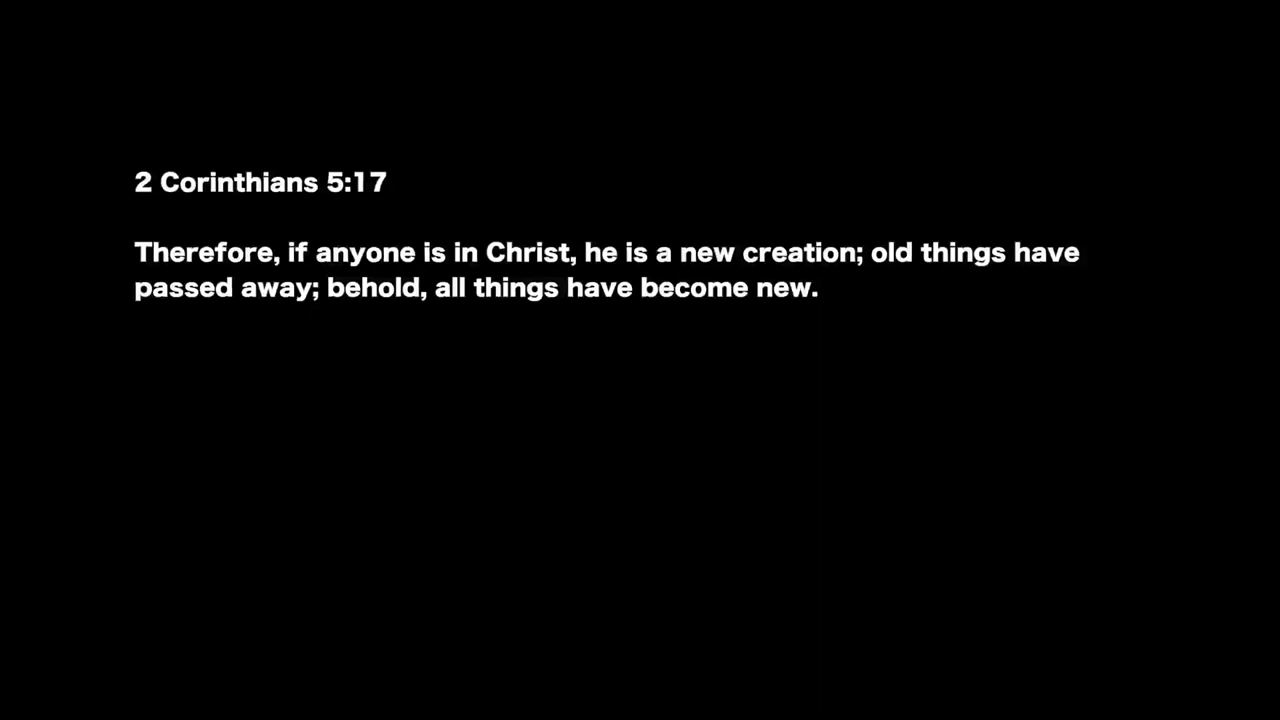 2 Corinthians 5:17
Therefore, if anyone is in Christ, he is a new creation; old things have
passed away; behold, all things have become new.